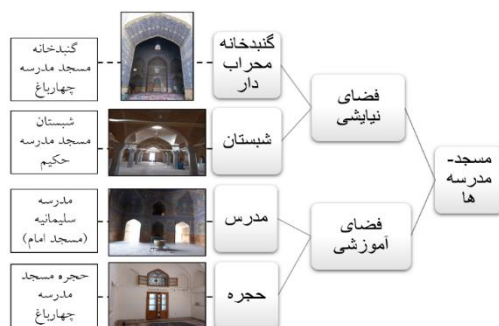 مسجد-
مدرسه
ها
فضای
نیایشی
گنبدخانه
محراب
دار
گنبدخانه
مسجد مدرسه
چهارباغ
شبستان
شبستان
مسجد مدرسه
حکیم
فضای
آموزشی
مدرس
مدرسه
سلیمانیه
(مسجد امام)
حجره
حجره مسجد
مدرسه
چهارباغ